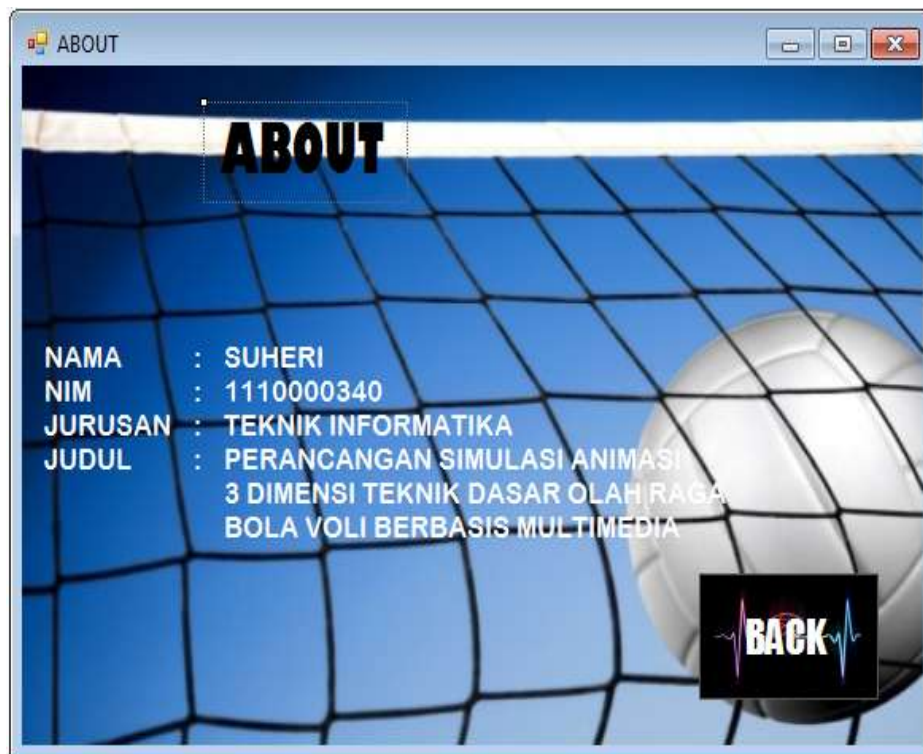 ABOUT
ABOUT
NAMA : SUHERI
NIM : 1110000340
JURUSAN : TEKNIK INFORMATIKA
JUDUL : PERANCANGAN SIMULASI ANIMASI
3 DIMENSI TEKNIK DASAR OLAH RAGA
BOLA VOLI BERBASIS MULTIMEDIA
BACK